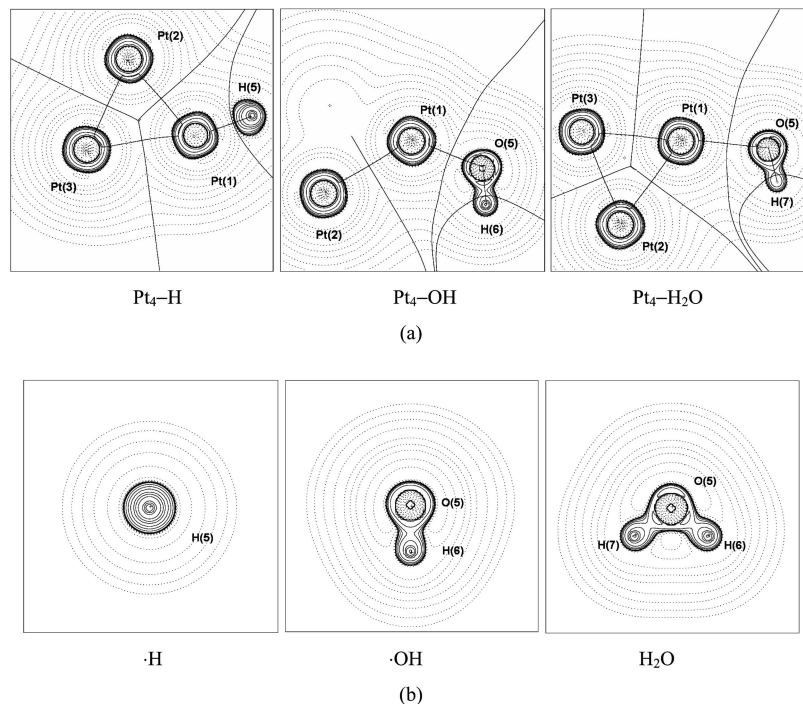 Pt(2)
H(5)
Pt(3)
Pt(1)
Pt(1)
O(5)
Pt(2)
H(6)
Pt(3)
Pt(1)
O(5)
H(7)
Pt(2)
Pt₄–H
Pt₄–OH
Pt₄–H₂O
(a)
H(5)
O(5)
H(6)
O(5)
H(7)
H(6)
·H
·OH
H₂O
(b)